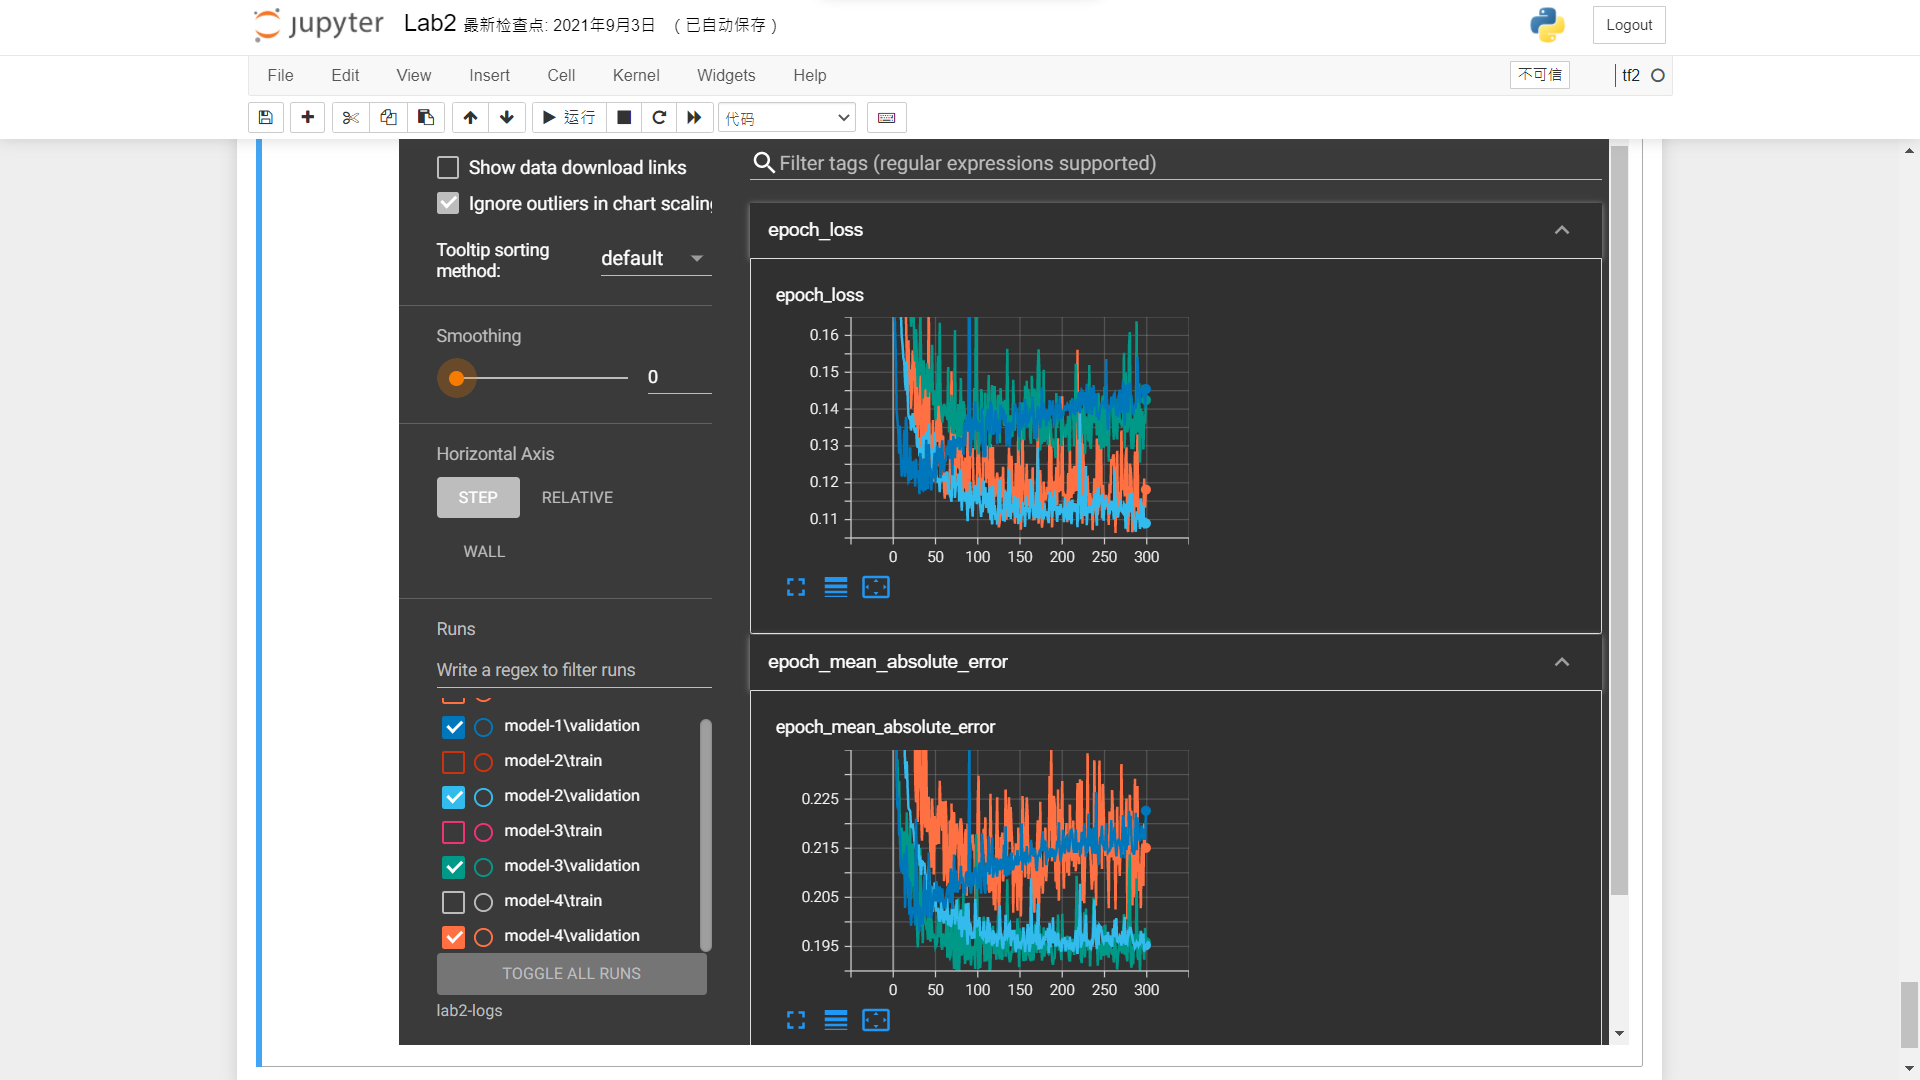 jupyter Lab2 最新检查点: 2021年9月3日 (已自动保存) Logout
File Edit View Insert Cell Kernel Widgets Help 不可信 tf2
运行 代码
Show data download links
Ignore outliers in chart scaling
Tooltip sorting
method:
default
Smoothing
0
Horizontal Axis
STEP RELATIVE
WALL
Runs
Write a regex to filter runs
model-1\validation
model-2\train
model-2\validation
model-3\train
model-3\validation
model-4\train
model-4\validation
TOGGLE ALL RUNS
lab2-logs
Filter tags (regular expressions supported)
epoch_loss
epoch_loss
0.16
0.15
0.14
0.13
0.12
0.11
0 50 100 150 200 250 300
epoch_mean_absolute_error
epoch_mean_absolute_error
0.225
0.215
0.205
0.195
0 50 100 150 200 250 300